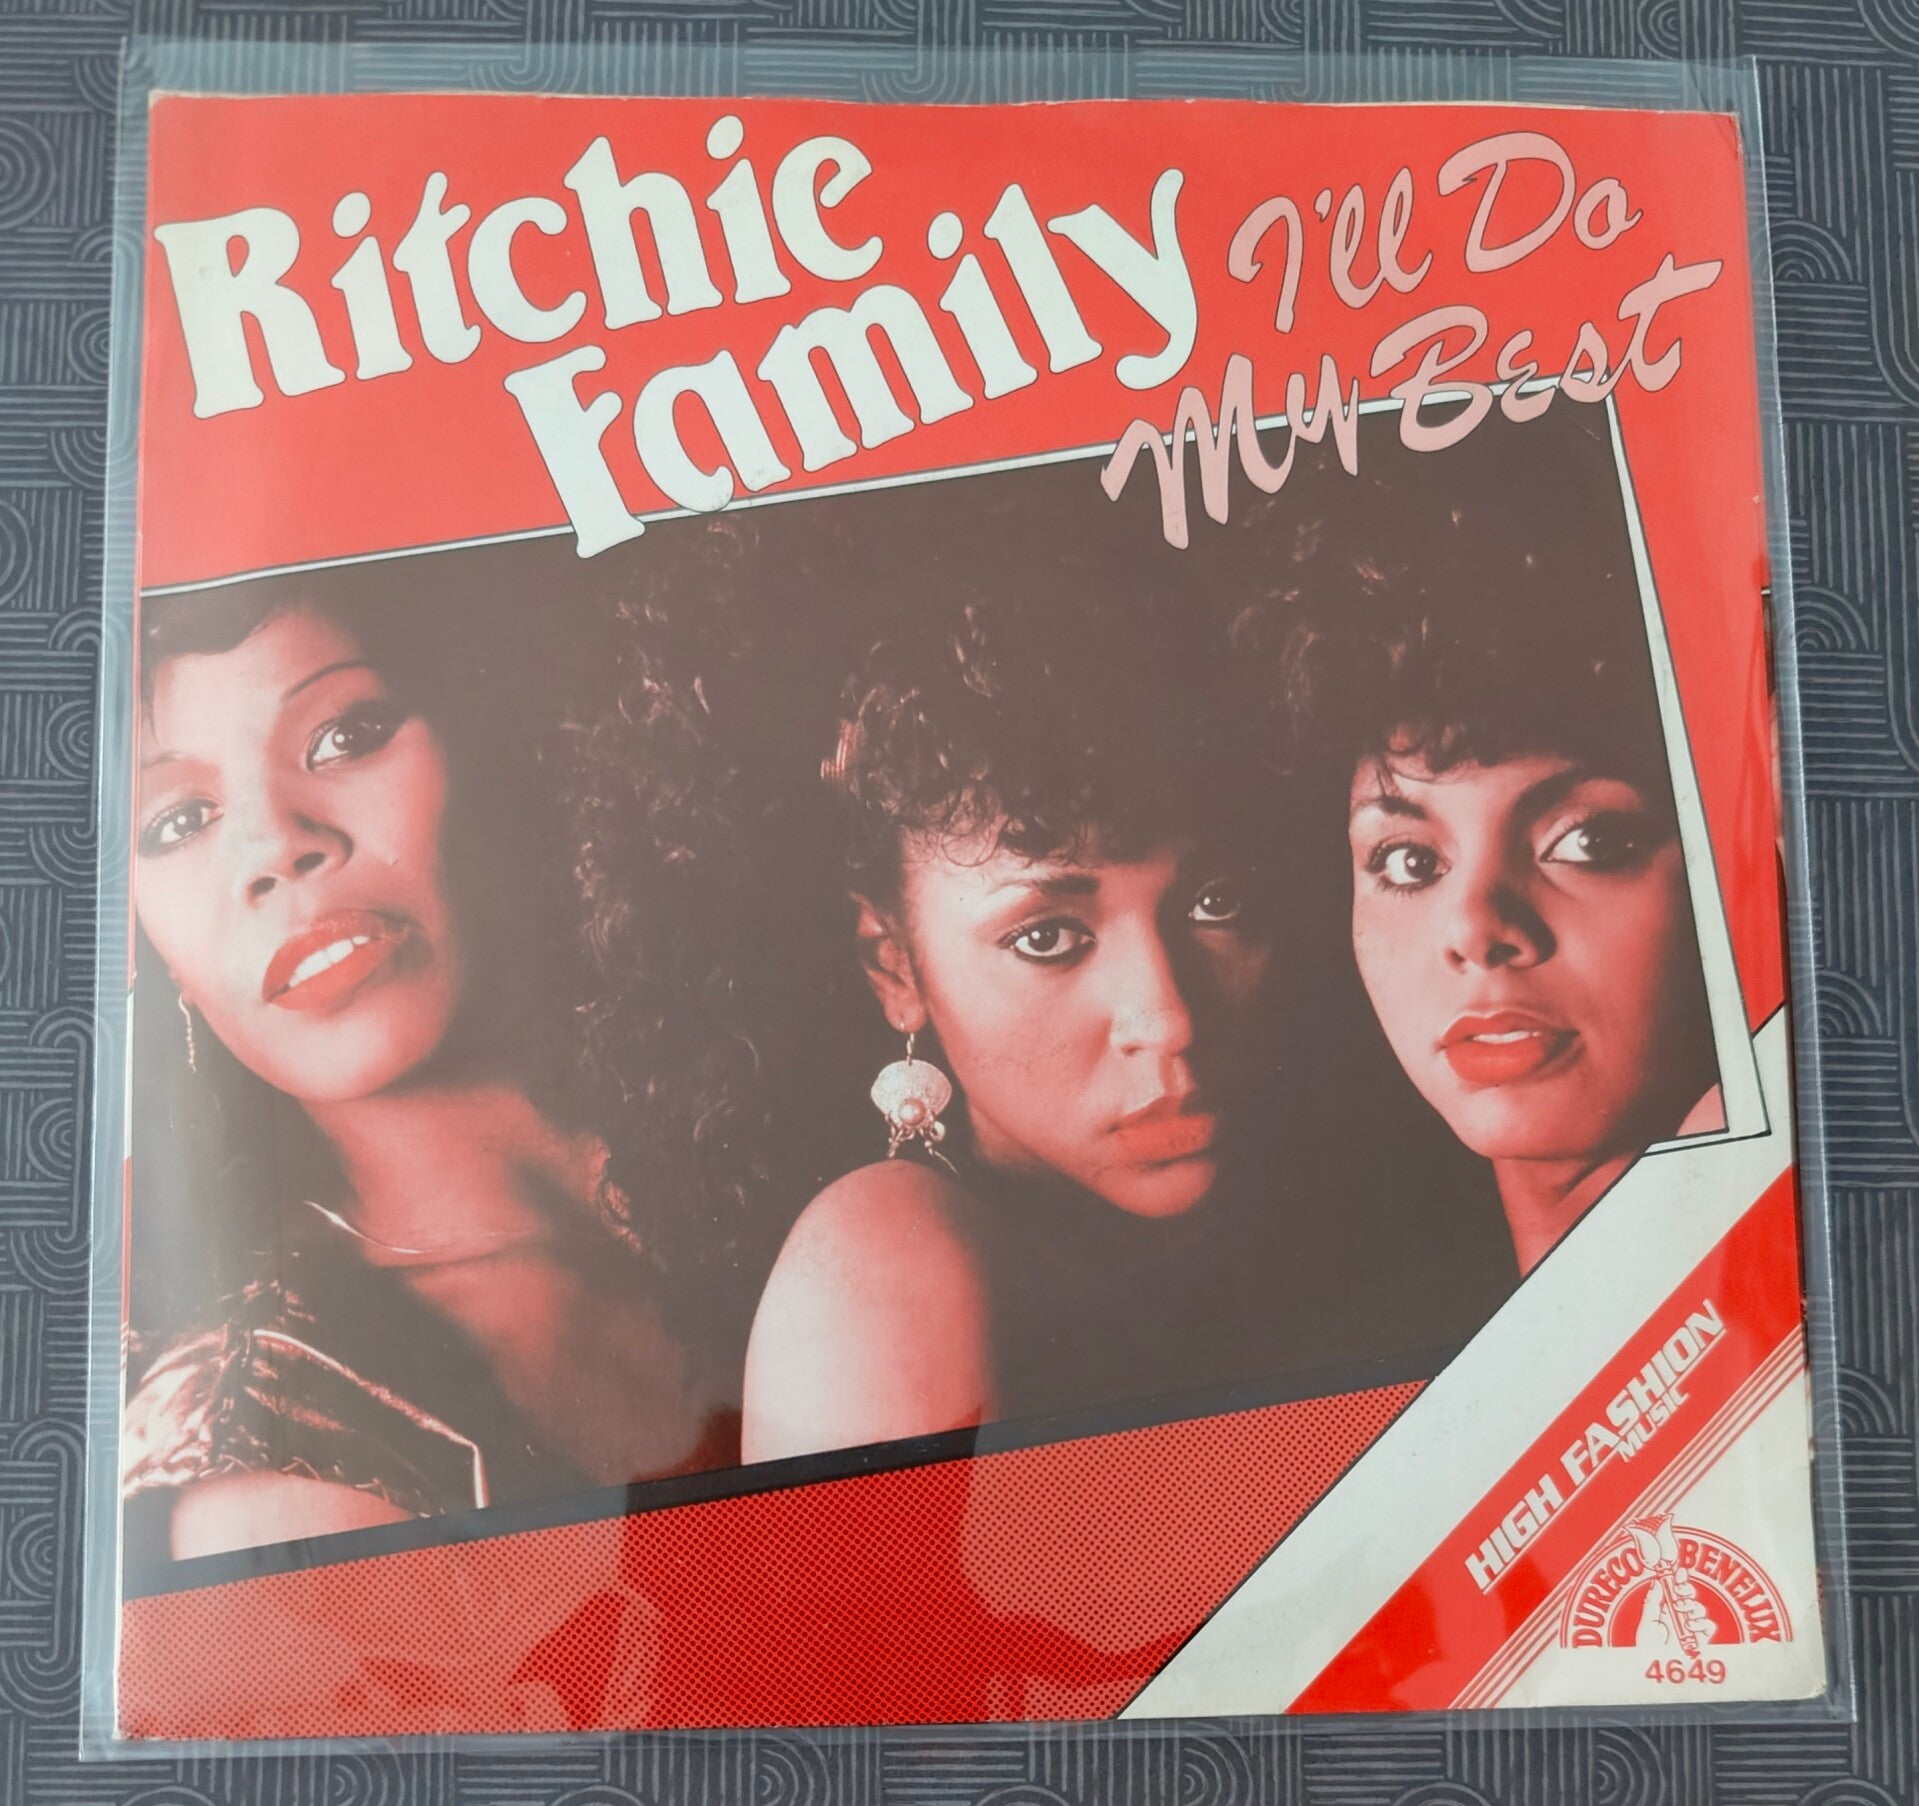 Ritchie
Family
I'll Do
My Best
HIGH FASHION
MUSIC
DURECO BENELUX
4649